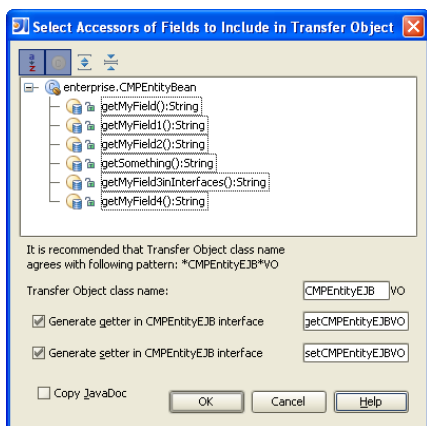 Select Accessors of Fields to Include in Transfer Object
enterprise.CMPEntityBean
getMyField():String
getMyField1():String
getMyField2():String
getSomething():String
getMyField3inInterfaces():String
getMyField4():String
It is recommended that Transfer Object class name
agrees with following pattern: *CMPEntityEJB*VO
Transfer Object class name: CMPEntityEJB VO
Generate getter in CMPEntityEJB interface getCMPEntityEJBVO
Generate setter in CMPEntityEJB interface setCMPEntityEJBVO
Copy JavaDoc OK Cancel Help